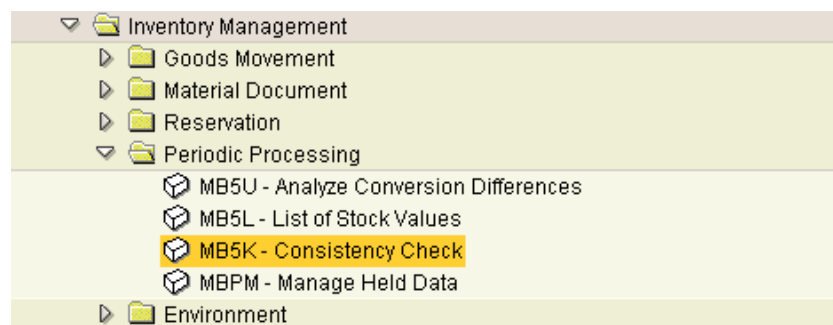 Inventory Management
Goods Movement
Material Document
Reservation
Periodic Processing
MB5U - Analyze Conversion Differences
MB5L - List of Stock Values
MB5K - Consistency Check
MBPM - Manage Held Data
Environment